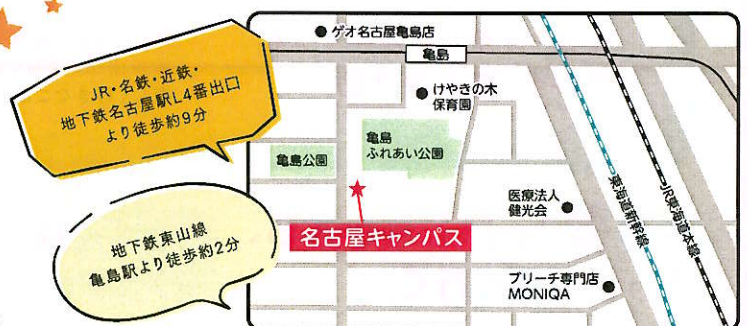 JR・名鉄・近鉄・
地下鉄名古屋駅L4番出口
より徒歩約9分
地下鉄東山線
亀島駅より徒歩約2分
ゲオ名古屋亀島店
亀島
けやきの木
保育園
亀島
ふれあい公園
亀島公園
医療法人
健光会
名古屋キャンパス
ブリーチ専門店
MONIQA
東海道新幹線
JR東海道本線